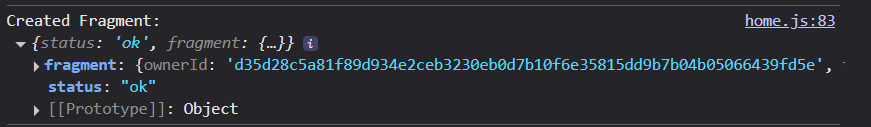 Created Fragment: home.js:83
{status: 'ok', fragment: {…}} i
fragment: {ownerId: 'd35d28c5a81f89d934e2ceb3230eb0d7b10f6e35815dd9b7b04b05066439fd5e',
status: "ok"
[[Prototype]]: Object